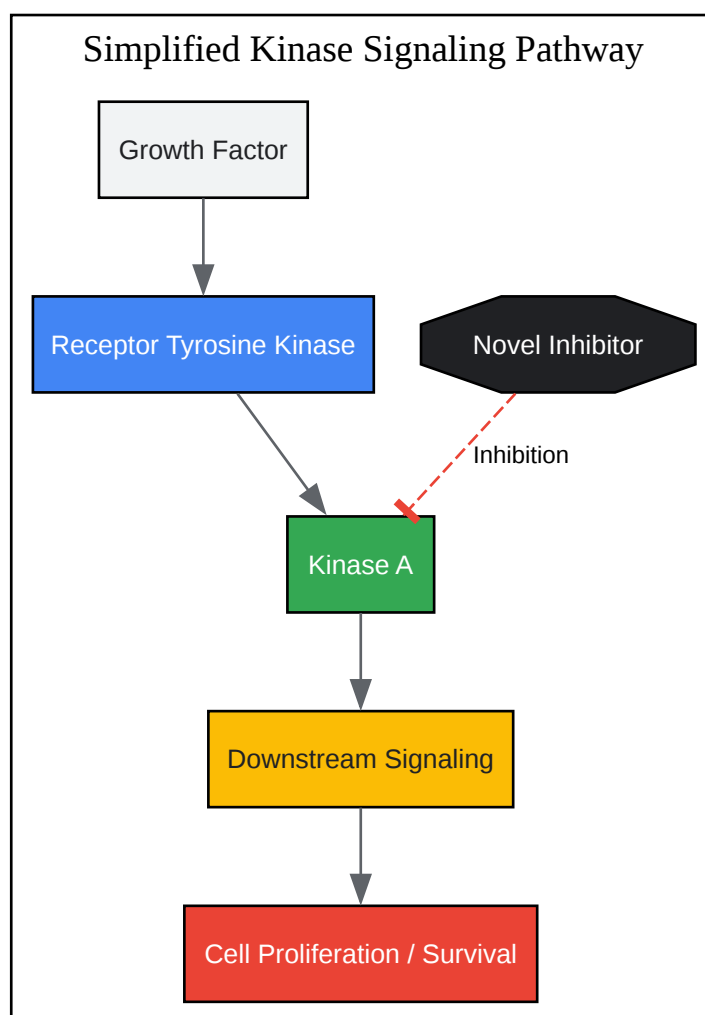 Simplified Kinase Signaling Pathway
Growth Factor
Receptor Tyrosine Kinase
Novel Inhibitor
Inhibition
Kinase A
Downstream Signaling
Cell Proliferation / Survival